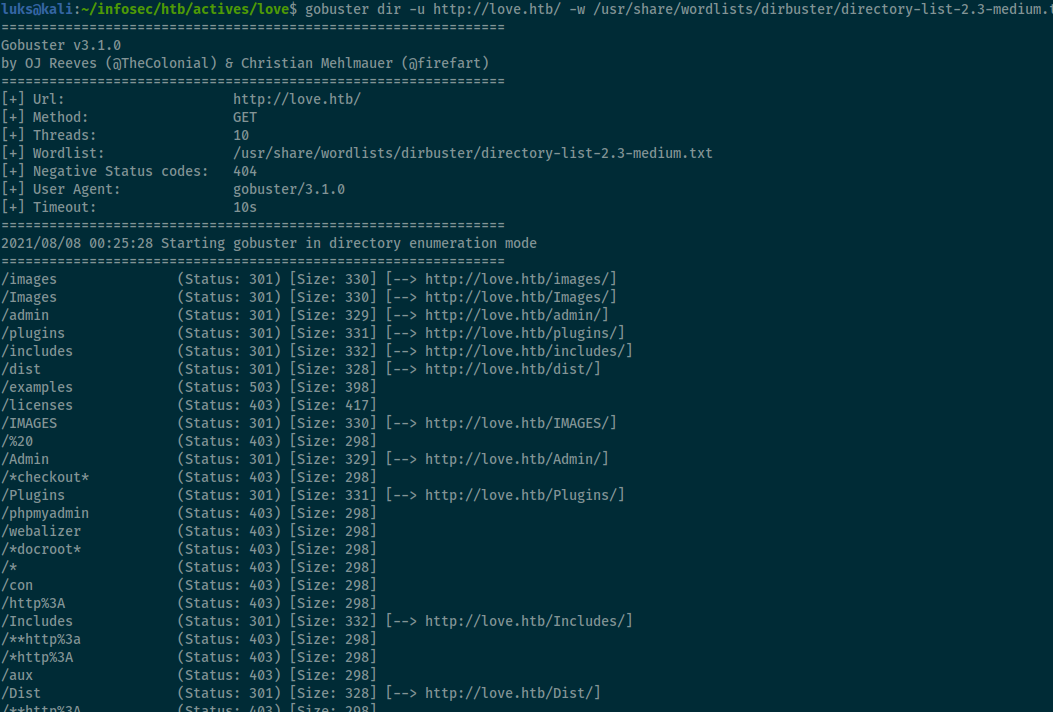 luks@kali:~/infosec/htb/actives/love$ gobuster dir -u http://love.htb/ -w /usr/share/wordlists/dirbuster/directory-list-2.3-medium.t
===============================================================
Gobuster v3.1.0
by OJ Reeves (@TheColonial) & Christian Mehlmauer (@firefart)
===============================================================
[+] Url:                     http://love.htb/
[+] Method:                  GET
[+] Threads:                 10
[+] Wordlist:                /usr/share/wordlists/dirbuster/directory-list-2.3-medium.txt
[+] Negative Status codes:   404
[+] User Agent:              gobuster/3.1.0
[+] Timeout:                 10s
===============================================================
2021/08/08 00:25:28 Starting gobuster in directory enumeration mode
===============================================================
/images               (Status: 301) [Size: 330] [--> http://love.htb/images/]
/Images               (Status: 301) [Size: 330] [--> http://love.htb/Images/]
/admin                (Status: 301) [Size: 329] [--> http://love.htb/admin/]
/plugins              (Status: 301) [Size: 331] [--> http://love.htb/plugins/]
/includes             (Status: 301) [Size: 332] [--> http://love.htb/includes/]
/dist                 (Status: 301) [Size: 328] [--> http://love.htb/dist/]
/examples             (Status: 503) [Size: 398]
/licenses             (Status: 403) [Size: 417]
/IMAGES               (Status: 301) [Size: 330] [--> http://love.htb/IMAGES/]
/%20                  (Status: 403) [Size: 298]
/Admin                (Status: 301) [Size: 329] [--> http://love.htb/Admin/]
/*checkout*           (Status: 403) [Size: 298]
/Plugins              (Status: 301) [Size: 331] [--> http://love.htb/Plugins/]
/phpmyadmin           (Status: 403) [Size: 298]
/webalizer            (Status: 403) [Size: 298]
/*docroot*            (Status: 403) [Size: 298]
/*                    (Status: 403) [Size: 298]
/con                  (Status: 403) [Size: 298]
/http%3A              (Status: 403) [Size: 298]
/Includes             (Status: 301) [Size: 332] [--> http://love.htb/Includes/]
/**http%3a            (Status: 403) [Size: 298]
/*http%3A             (Status: 403) [Size: 298]
/aux                  (Status: 403) [Size: 298]
/Dist                 (Status: 301) [Size: 328] [--> http://love.htb/Dist/]
/**http%3A            (Status: 403) [Size: 298]